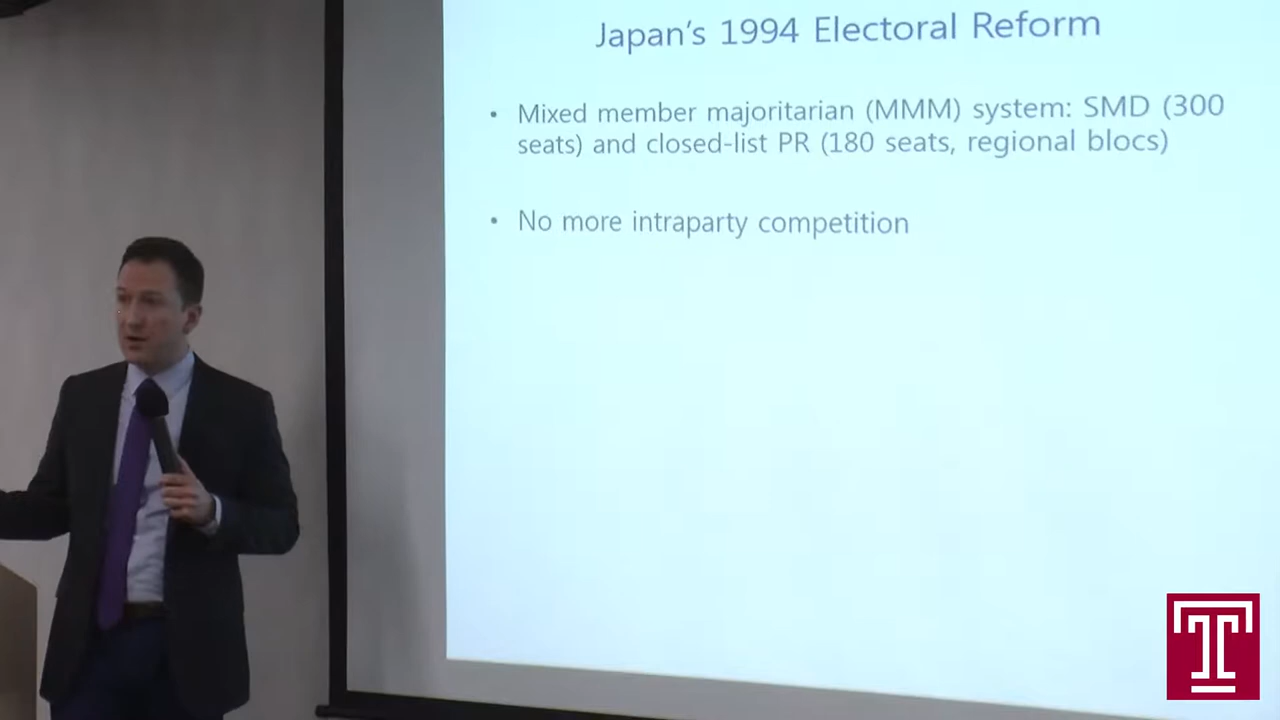 Japan's 1994 Electoral Reform
• Mixed member majoritarian (MMM) system: SMD (300
seats) and closed-list PR (180 seats, regional blocs)
• No more intraparty competition
T